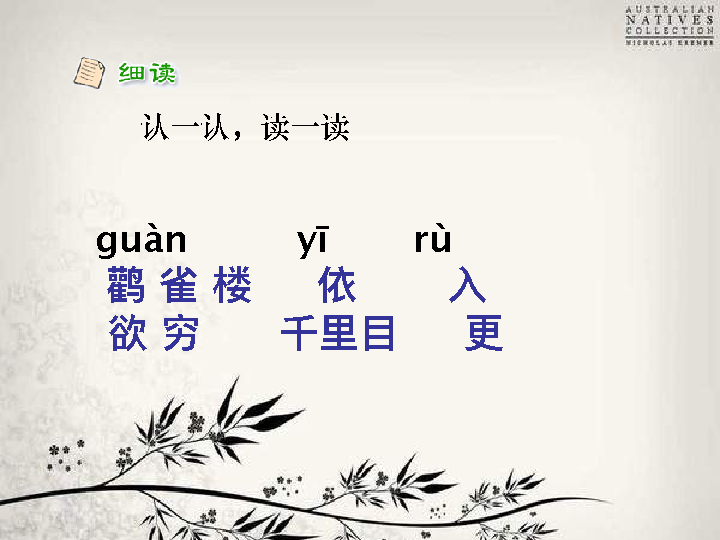 AUSTRALIAN
NATIVES
COLLECTION
NICHOLAS KREMER
细读
认一认，读一读
guàn yī rù
鹳 雀 楼 依 入
欲 穷 千里目 更